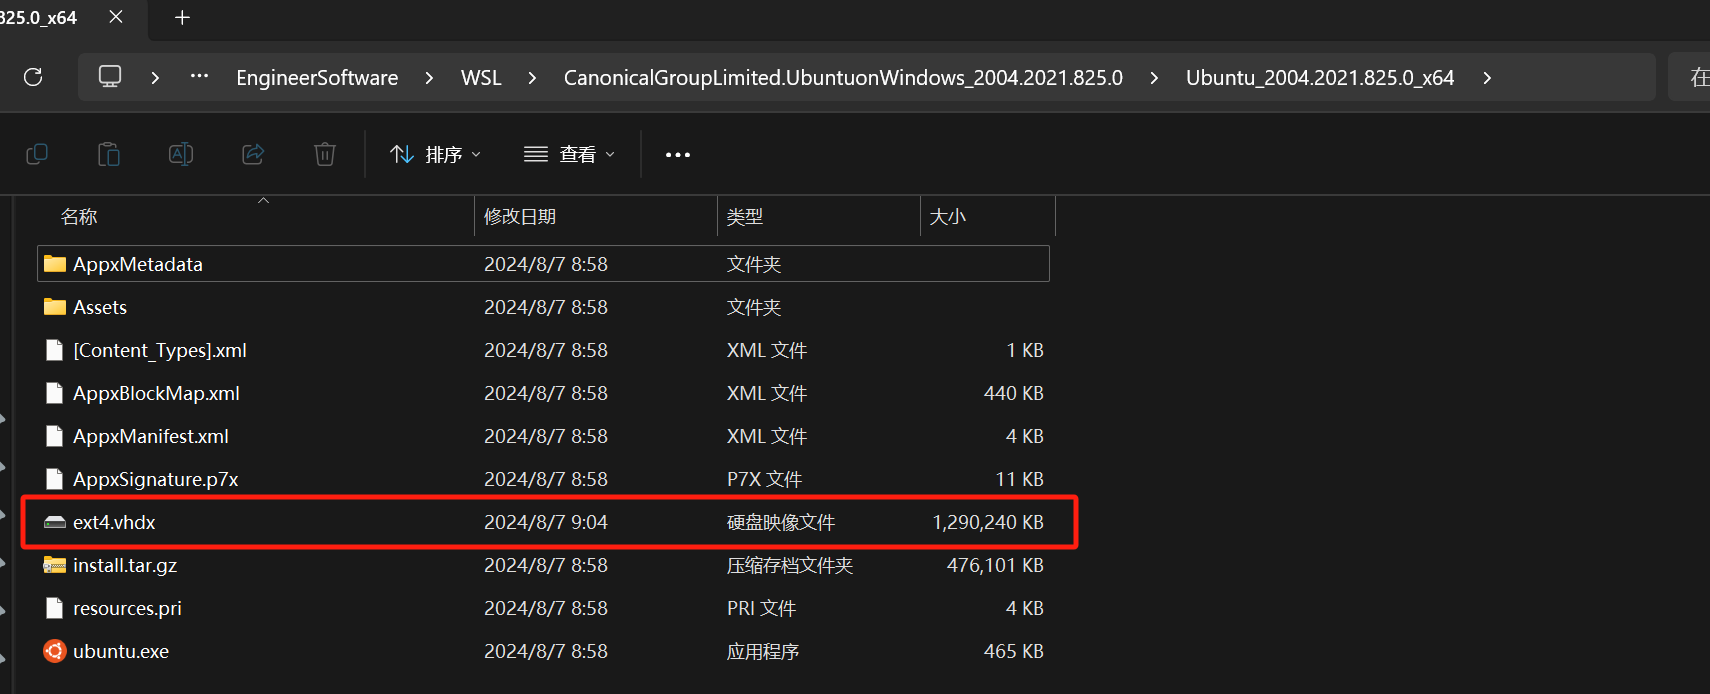 825.0_x64
EngineerSoftware > WSL > CanonicalGroupLimited.UbuntuonWindows_2004.2021.825.0 > Ubuntu_2004.2021.825.0_x64 > 在
排序 查看
名称 修改日期 类型 大小
AppxMetadata 2024/8/7 8:58 文件夹
Assets 2024/8/7 8:58 文件夹
[Content_Types].xml 2024/8/7 8:58 XML 文件 1 KB
AppxBlockMap.xml 2024/8/7 8:58 XML 文件 440 KB
AppxManifest.xml 2024/8/7 8:58 XML 文件 4 KB
AppxSignature.p7x 2024/8/7 8:58 P7X 文件 11 KB
ext4.vhdx 2024/8/7 9:04 硬盘映像文件 1,290,240 KB
install.tar.gz 2024/8/7 8:58 压缩存档文件夹 476,101 KB
resources.pri 2024/8/7 8:58 PRI 文件 4 KB
ubuntu.exe 2024/8/7 8:58 应用程序 465 KB